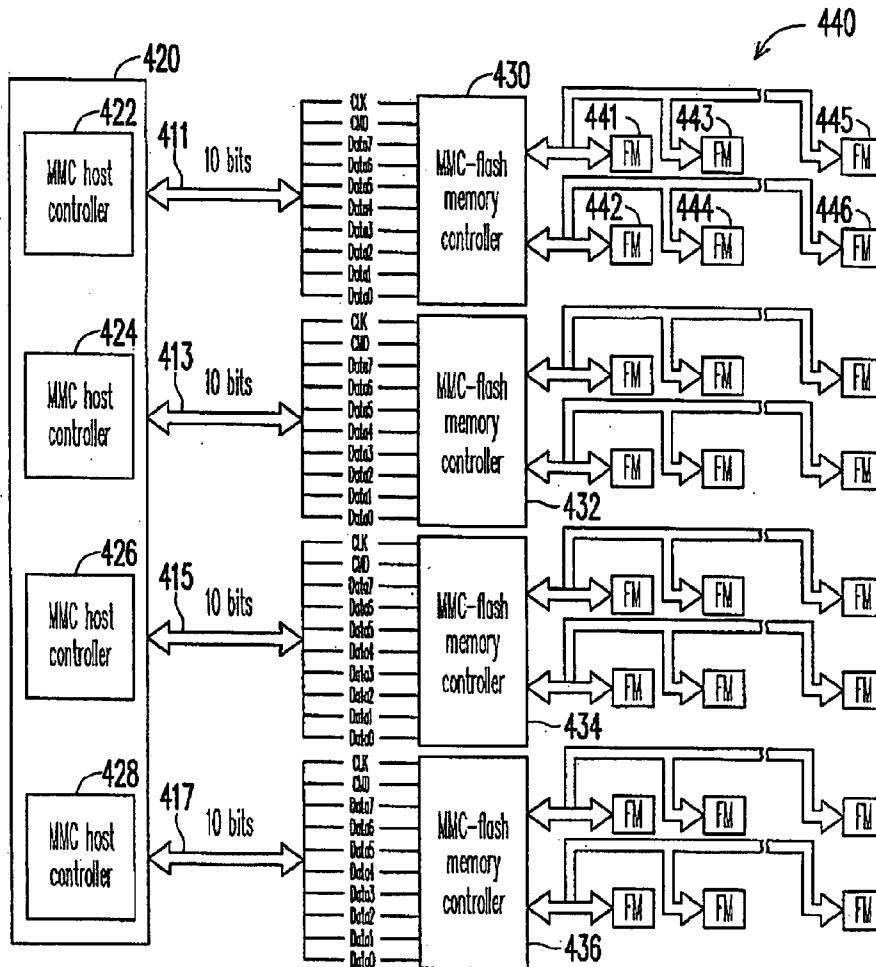 440
420
430
422
MMC host
controller
411
10 bits
CLK
CMD
Data7
Data6
Data5
Data4
Data3
Data2
Data1
Data0
MMC-flash
memory
controller
441
FM
443
FM
445
FM
442
FM
444
FM
446
FM
424
MMC host
controller
413
10 bits
CLK
CMD
Data7
Data6
Data5
Data4
Data3
Data2
Data1
Data0
MMC-flash
memory
controller
432
FM
FM
FM
FM
FM
FM
426
MMC host
controller
415
10 bits
CLK
CMD
Data7
Data6
Data5
Data4
Data3
Data2
Data1
Data0
MMC-flash
memory
controller
434
FM
FM
FM
FM
FM
FM
428
MMC host
controller
417
10 bits
CLK
CMD
Data7
Data6
Data5
Data4
Data3
Data2
Data1
Data0
MMC-flash
memory
controller
436
FM
FM
FM
FM
FM
FM